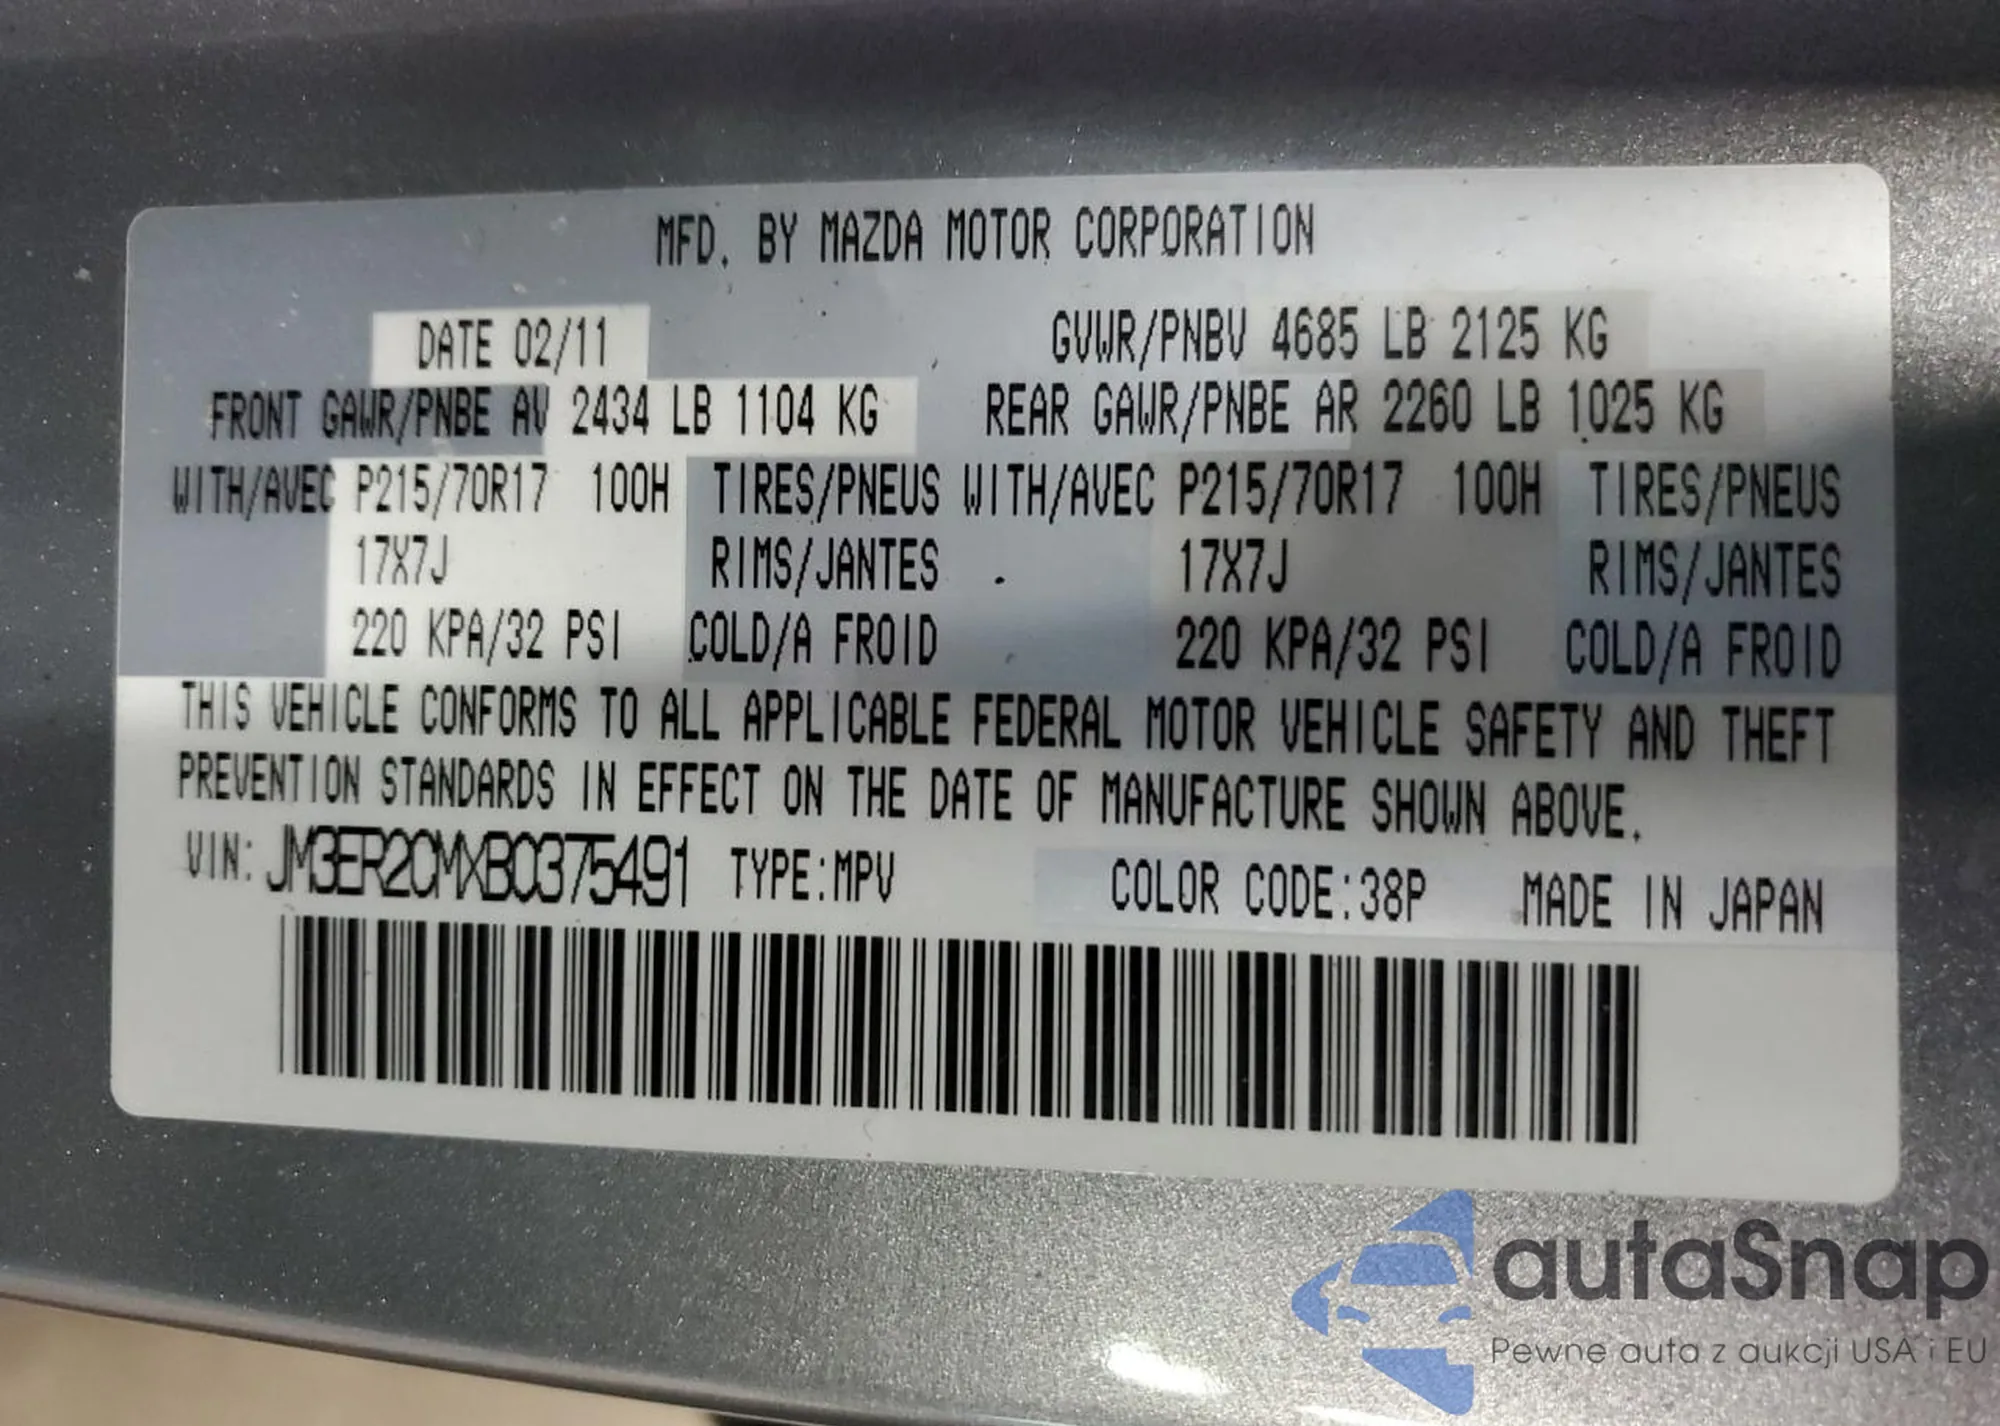 MFD. BY MAZDA MOTOR CORPORATION
DATE 02/11 GVWR/PNBV 4685 LB 2125 KG
FRONT GAWR/PNBE AV 2434 LB 1104 KG REAR GAWR/PNBE AR 2260 LB 1025 KG
WITH/AVEC P215/70R17 100H TIRES/PNEUS WITH/AVEC P215/70R17 100H TIRES/PNEUS
17X7J RIMS/JANTES 17X7J RIMS/JANTES
220 KPA/32 PSI COLD/A FROID 220 KPA/32 PSI COLD/A FROID
THIS VEHICLE CONFORMS TO ALL APPLICABLE FEDERAL MOTOR VEHICLE SAFETY AND THEFT
PREVENTION STANDARDS IN EFFECT ON THE DATE OF MANUFACTURE SHOWN ABOVE.
VIN: JM3ER2CMXB0375491 TYPE:MPV COLOR CODE:38P MADE IN JAPAN
autaSnap
Pewne auta z aukcji USA i EU